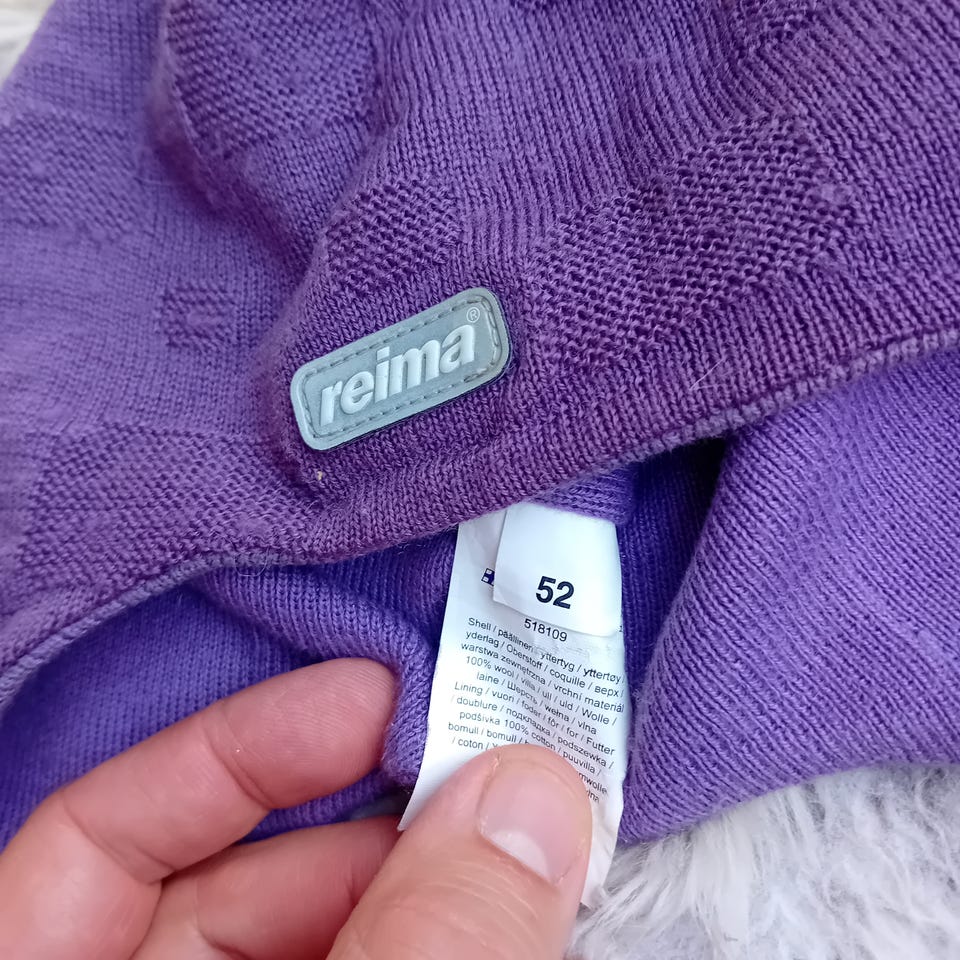 reima®
52
518109
Shell / päällinen / yttertyg / yttertøy /
yderlag / Oberstoff / coquille / верх /
warstwa zewnętrzna / vrchní materiál
100% wool / villa / ull / uld / Wolle /
laine / Шерсть / wełna / vlna
Lining / vuori / foder / fôr / for / Futter
/ doublure / подкладка / podszewka /
podšívka 100% cotton / puuvilla /
bomull / bomull /
/ coton /